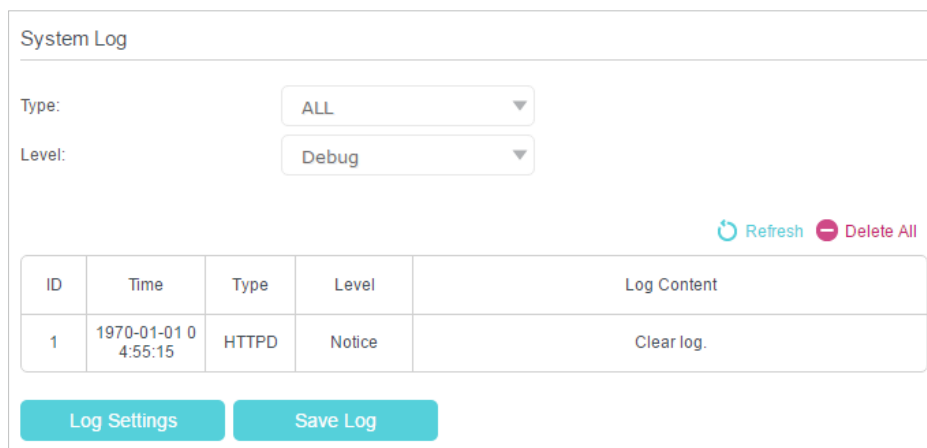 System Log
Type: ALL
Level: Debug
Refresh Delete All
ID Time Type Level Log Content
1 1970-01-01 0
4:55:15 HTTPD Notice Clear log.
Log Settings Save Log